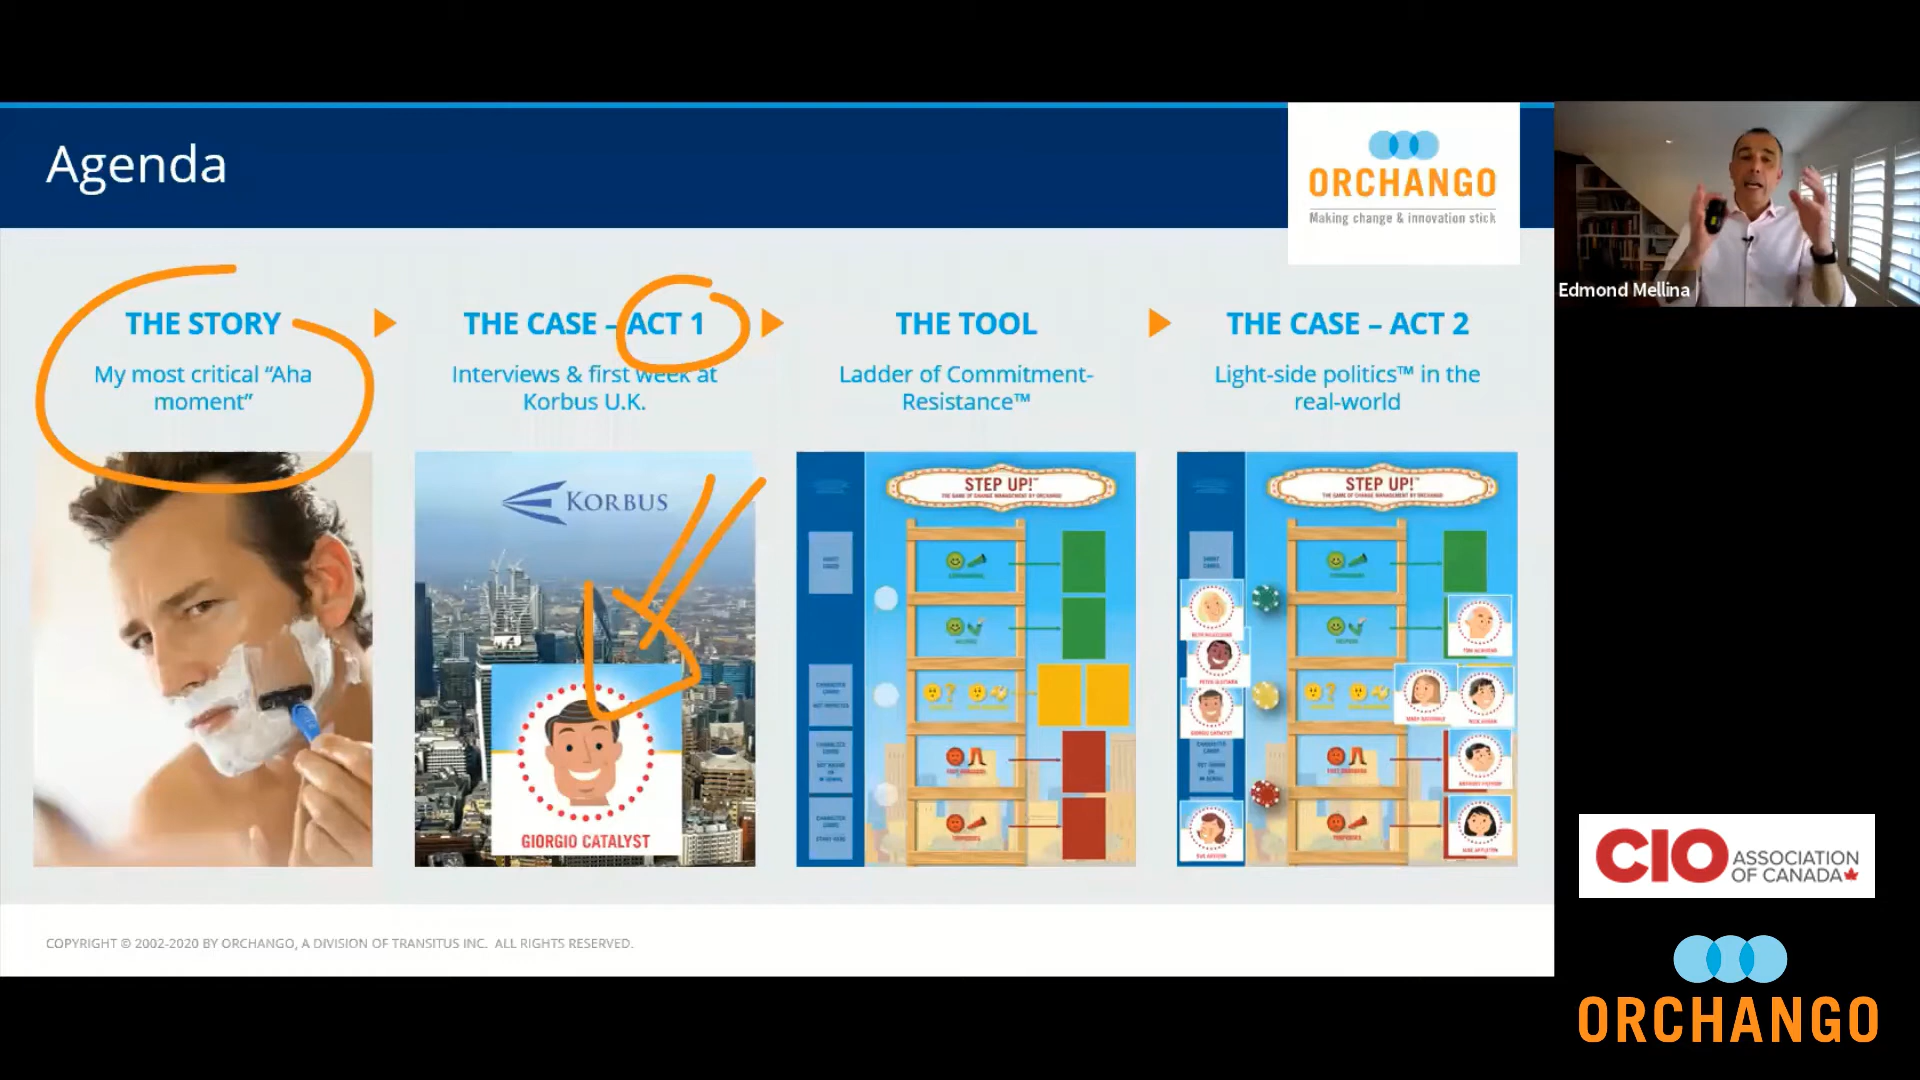 Agenda
ORCHANGO
Making change & innovation stick
Edmond Mellina
THE STORY
My most critical “Aha
moment”
THE CASE – ACT 1
Interviews & first week at
Korbus U.K.
THE TOOL
Ladder of Commitment-
Resistance™
THE CASE – ACT 2
Light-side politics™ in the
real-world
KORBUS
GIORGIO CATALYST
STEP UP!™
THE GAME OF CHANGE MANAGEMENT BY ORCHANGO
STEP UP!™
THE GAME OF CHANGE MANAGEMENT BY ORCHANGO
GIORGIO CATALYST
COPYRIGHT © 2002-2020 BY ORCHANGO, A DIVISION OF TRANSITUS INC. ALL RIGHTS RESERVED.
CIO ASSOCIATION
OF CANADA
ORCHANGO